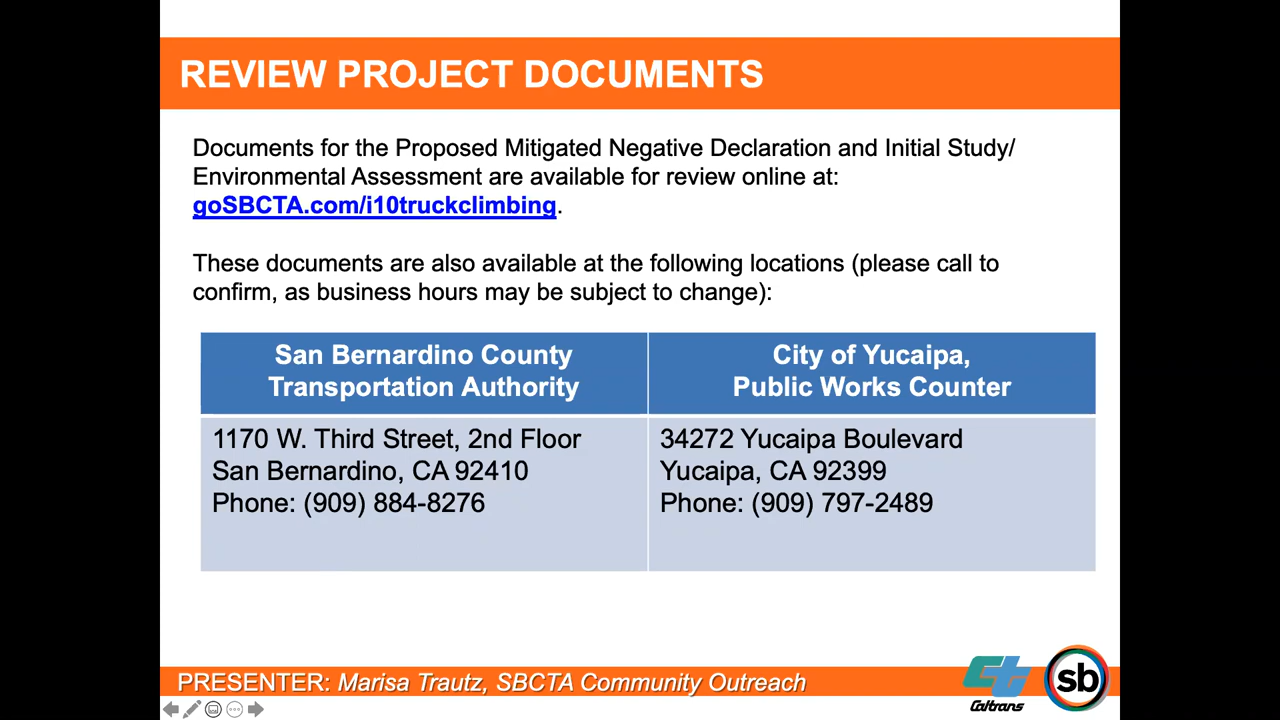 REVIEW PROJECT DOCUMENTS
Documents for the Proposed Mitigated Negative Declaration and Initial Study/
Environmental Assessment are available for review online at:
goSBCTA.com/i10truckclimbing.
These documents are also available at the following locations (please call to
confirm, as business hours may be subject to change):
San Bernardino County
Transportation Authority
1170 W. Third Street, 2nd Floor
San Bernardino, CA 92410
Phone: (909) 884-8276
City of Yucaipa,
Public Works Counter
34272 Yucaipa Boulevard
Yucaipa, CA 92399
Phone: (909) 797-2489
PRESENTER: Marisa Trautz, SBCTA Community Outreach
Caltrans
sb